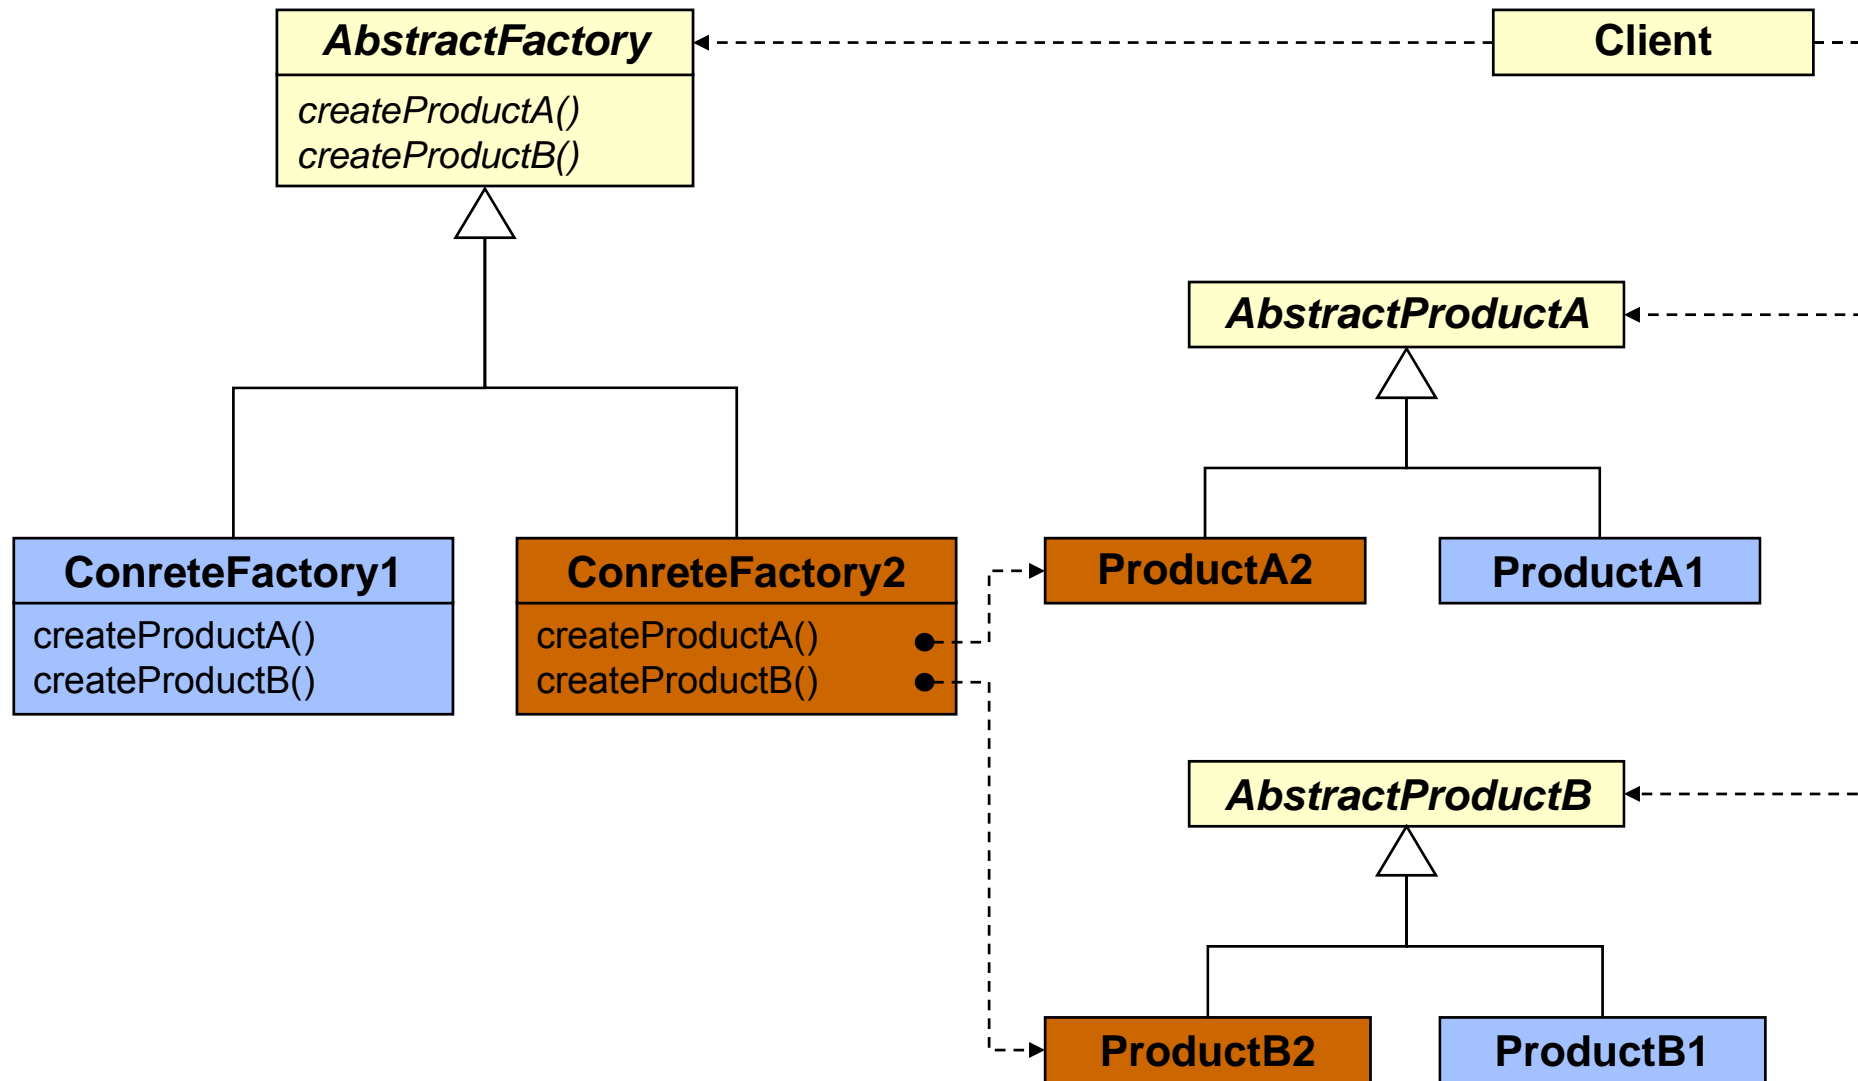 AbstractFactory
createProductA()
createProductB()
Client
AbstractProductA
ConreteFactory1
createProductA()
createProductB()
ConreteFactory2
createProductA()
createProductB()
ProductA2
ProductA1
AbstractProductB
ProductB2
ProductB1